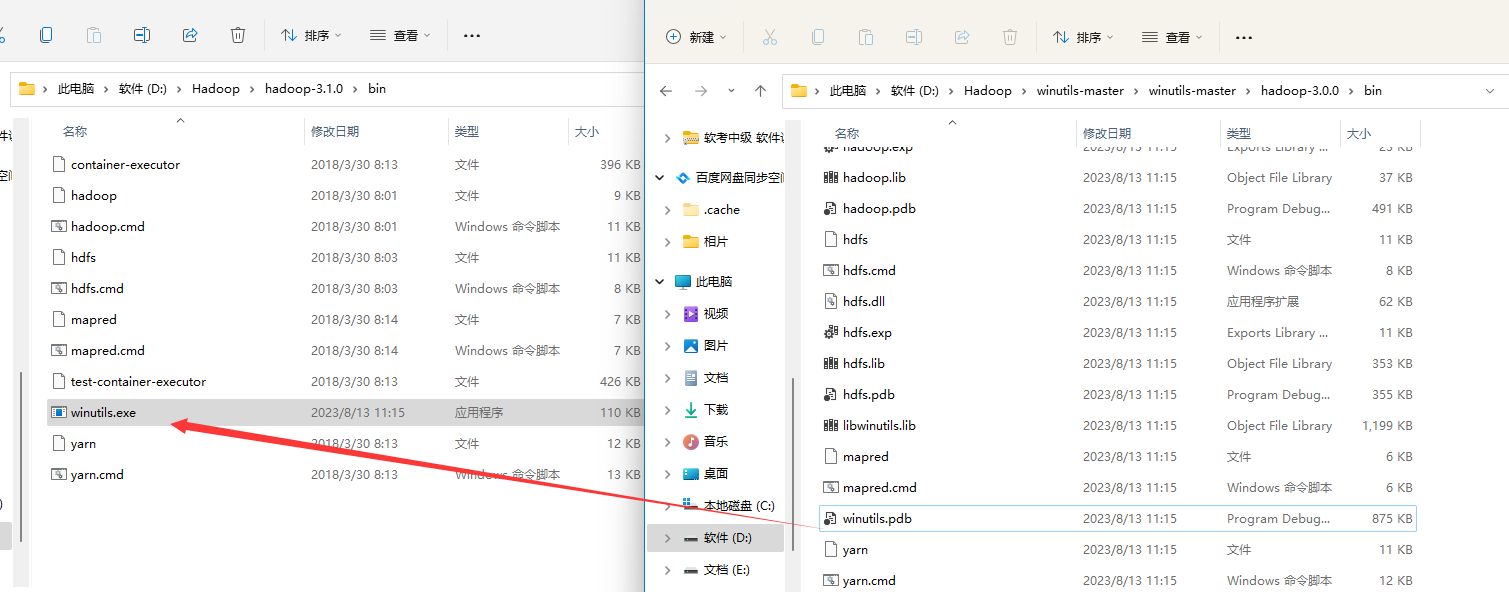 排序 查看 ...
此电脑 > 软件 (D:) > Hadoop > hadoop-3.1.0 > bin
名称 修改日期 类型 大小
container-executor 2018/3/30 8:13 文件 396 KB
hadoop 2018/3/30 8:01 文件 9 KB
hadoop.cmd 2018/3/30 8:01 Windows 命令脚本 11 KB
hdfs 2018/3/30 8:03 文件 11 KB
hdfs.cmd 2018/3/30 8:03 Windows 命令脚本 8 KB
mapred 2018/3/30 8:14 文件 7 KB
mapred.cmd 2018/3/30 8:14 Windows 命令脚本 7 KB
test-container-executor 2018/3/30 8:13 文件 426 KB
winutils.exe 2023/8/13 11:15 应用程序 110 KB
yarn 2018/3/30 8:13 文件 12 KB
yarn.cmd 2018/3/30 8:13 Windows 命令脚本 13 KB
新建 排序 查看 ...
此电脑 > 软件 (D:) > Hadoop > winutils-master > winutils-master > hadoop-3.0.0 > bin
软考中级 软件
百度网盘同步空间
.cache
相片
此电脑
视频
图片
文档
下载
音乐
桌面
本地磁盘 (C:)
软件 (D:)
文档 (E:)
名称 修改日期 类型 大小
hadoop.exp 2023/8/13 11:15 Exports Library ... 23 KB
hadoop.lib 2023/8/13 11:15 Object File Library 37 KB
hadoop.pdb 2023/8/13 11:15 Program Debug... 491 KB
hdfs 2023/8/13 11:15 文件 11 KB
hdfs.cmd 2023/8/13 11:15 Windows 命令脚本 8 KB
hdfs.dll 2023/8/13 11:15 应用程序扩展 62 KB
hdfs.exp 2023/8/13 11:15 Exports Library ... 11 KB
hdfs.lib 2023/8/13 11:15 Object File Library 353 KB
hdfs.pdb 2023/8/13 11:15 Program Debug... 355 KB
libwinutils.lib 2023/8/13 11:15 Object File Library 1,199 KB
mapred 2023/8/13 11:15 文件 6 KB
mapred.cmd 2023/8/13 11:15 Windows 命令脚本 6 KB
winutils.pdb 2023/8/13 11:15 Program Debug... 875 KB
yarn 2023/8/13 11:15 文件 11 KB
yarn.cmd 2023/8/13 11:15 Windows 命令脚本 12 KB